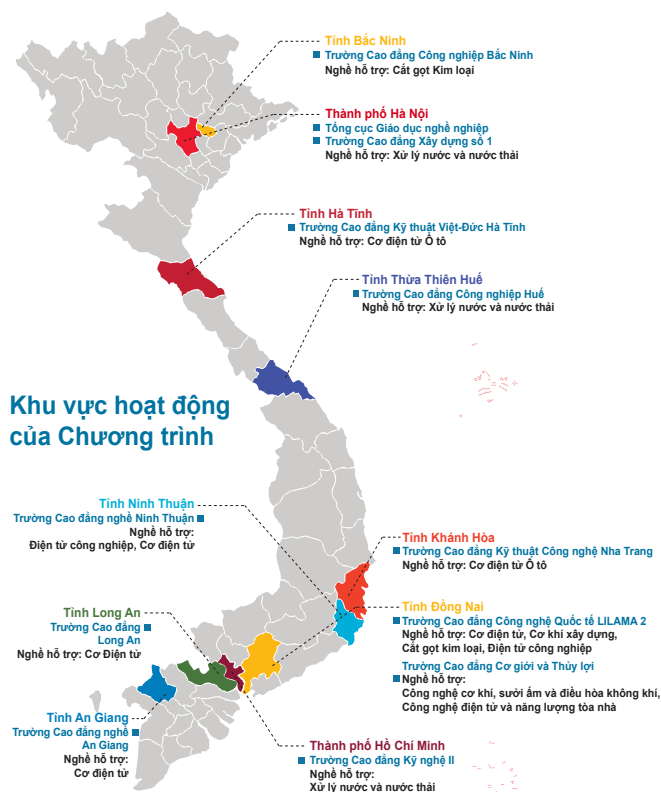 Tỉnh Bắc Ninh
Trường Cao đẳng Công nghiệp Bắc Ninh
Nghề hỗ trợ: Cắt gọt Kim loại
Thành phố Hà Nội
Tổng cục Giáo dục nghề nghiệp
Trường Cao đẳng Xây dựng số 1
Nghề hỗ trợ: Xử lý nước và nước thải
Tỉnh Hà Tĩnh
Trường Cao đẳng Kỹ thuật Việt-Đức Hà Tĩnh
Nghề hỗ trợ: Cơ điện tử Ô tô
Tỉnh Thừa Thiên Huế
Trường Cao đẳng Công nghiệp Huế
Nghề hỗ trợ: Xử lý nước và nước thải
Khu vực hoạt động
của Chương trình
Tỉnh Ninh Thuận
Trường Cao đẳng nghề Ninh Thuận
Nghề hỗ trợ:
Điện tử công nghiệp, Cơ điện tử
Tỉnh Khánh Hòa
Trường Cao đẳng Kỹ thuật Công nghệ Nha Trang
Nghề hỗ trợ: Cơ điện tử Ô tô
Tỉnh Long An
Trường Cao đẳng
Long An
Nghề hỗ trợ: Cơ Điện tử
Tỉnh Đồng Nai
Trường Cao đẳng Công nghệ Quốc tế LILAMA 2
Nghề hỗ trợ: Cơ điện tử, Cơ khí xây dựng,
Cắt gọt kim loại, Điện tử công nghiệp
Trường Cao đẳng Cơ giới và Thủy lợi
Nghề hỗ trợ:
Công nghệ cơ khí, sưởi ấm và điều hòa không khí,
Công nghệ điện tử và năng lượng tòa nhà
Tỉnh An Giang
Trường Cao đẳng nghề
An Giang
Nghề hỗ trợ:
Cơ điện tử
Thành phố Hồ Chí Minh
Trường Cao đẳng Kỹ nghệ II
Nghề hỗ trợ:
Xử lý nước và nước thải